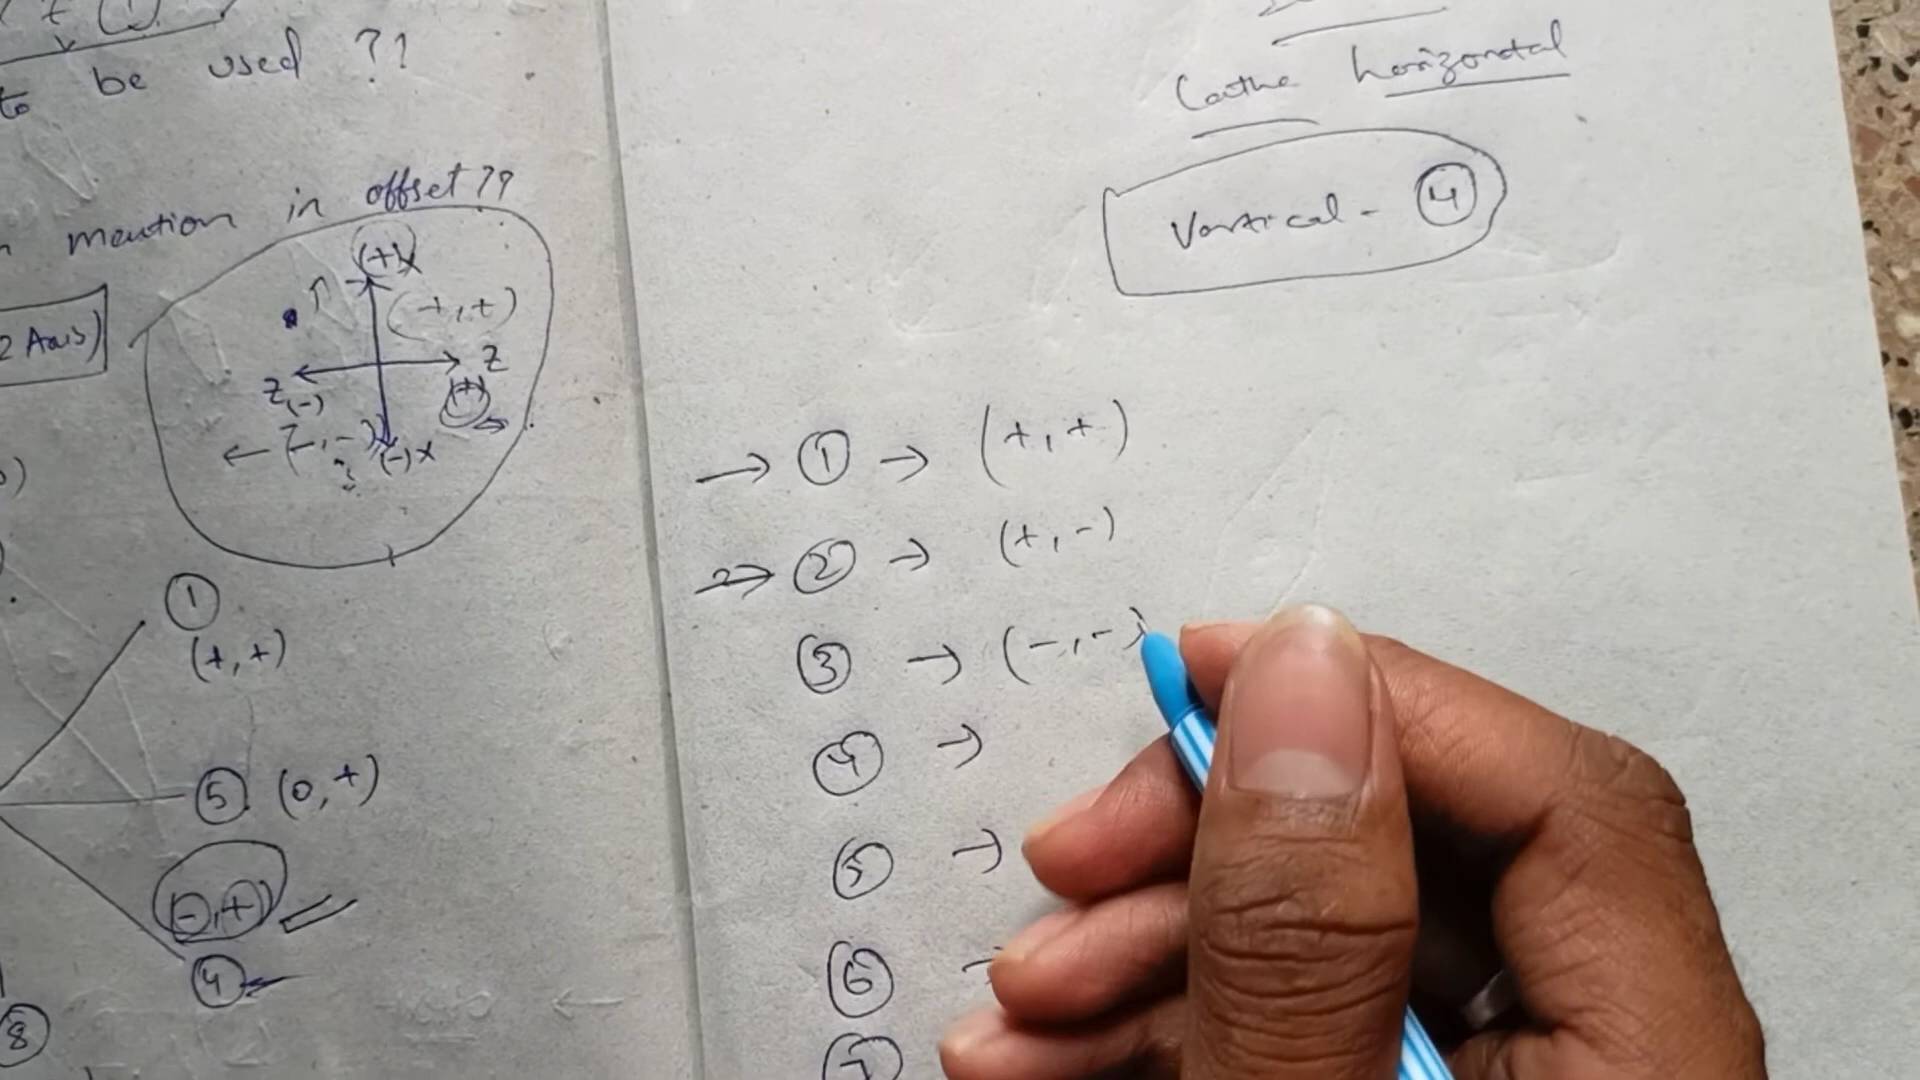 to be used ??
mention in offset ??
(+)x
(+,+)
Z
Z
(-)
(+)
(-,-)
(-)x
2 Axis)
①
(+,+)
⑤ (0,+)
(-,+)
④
⑧
Lathe horizontal
Vertical - ④
→ ① → (+,+)
→ ② → (+,-)
③ → (-,-)
④ →
⑤ →
⑥ →
⑦